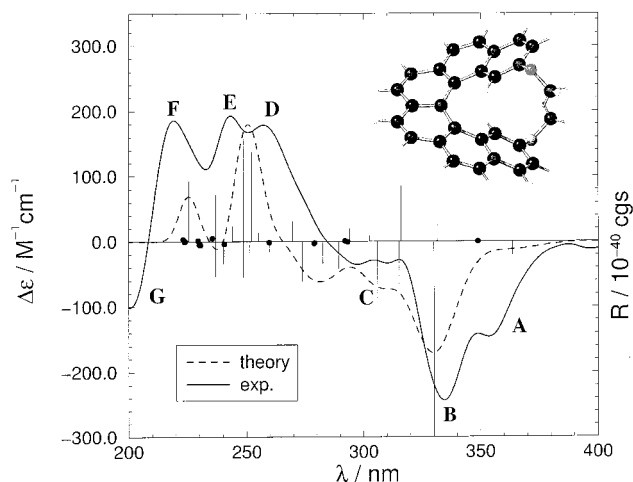 300.0
200.0
100.0
0.0
−100.0
−200.0
−300.0
Δε / M⁻¹cm⁻¹
R / 10⁻⁴⁰ cgs
F
E
D
G
C
A
B
theory
exp.
200
250
300
350
400
λ / nm